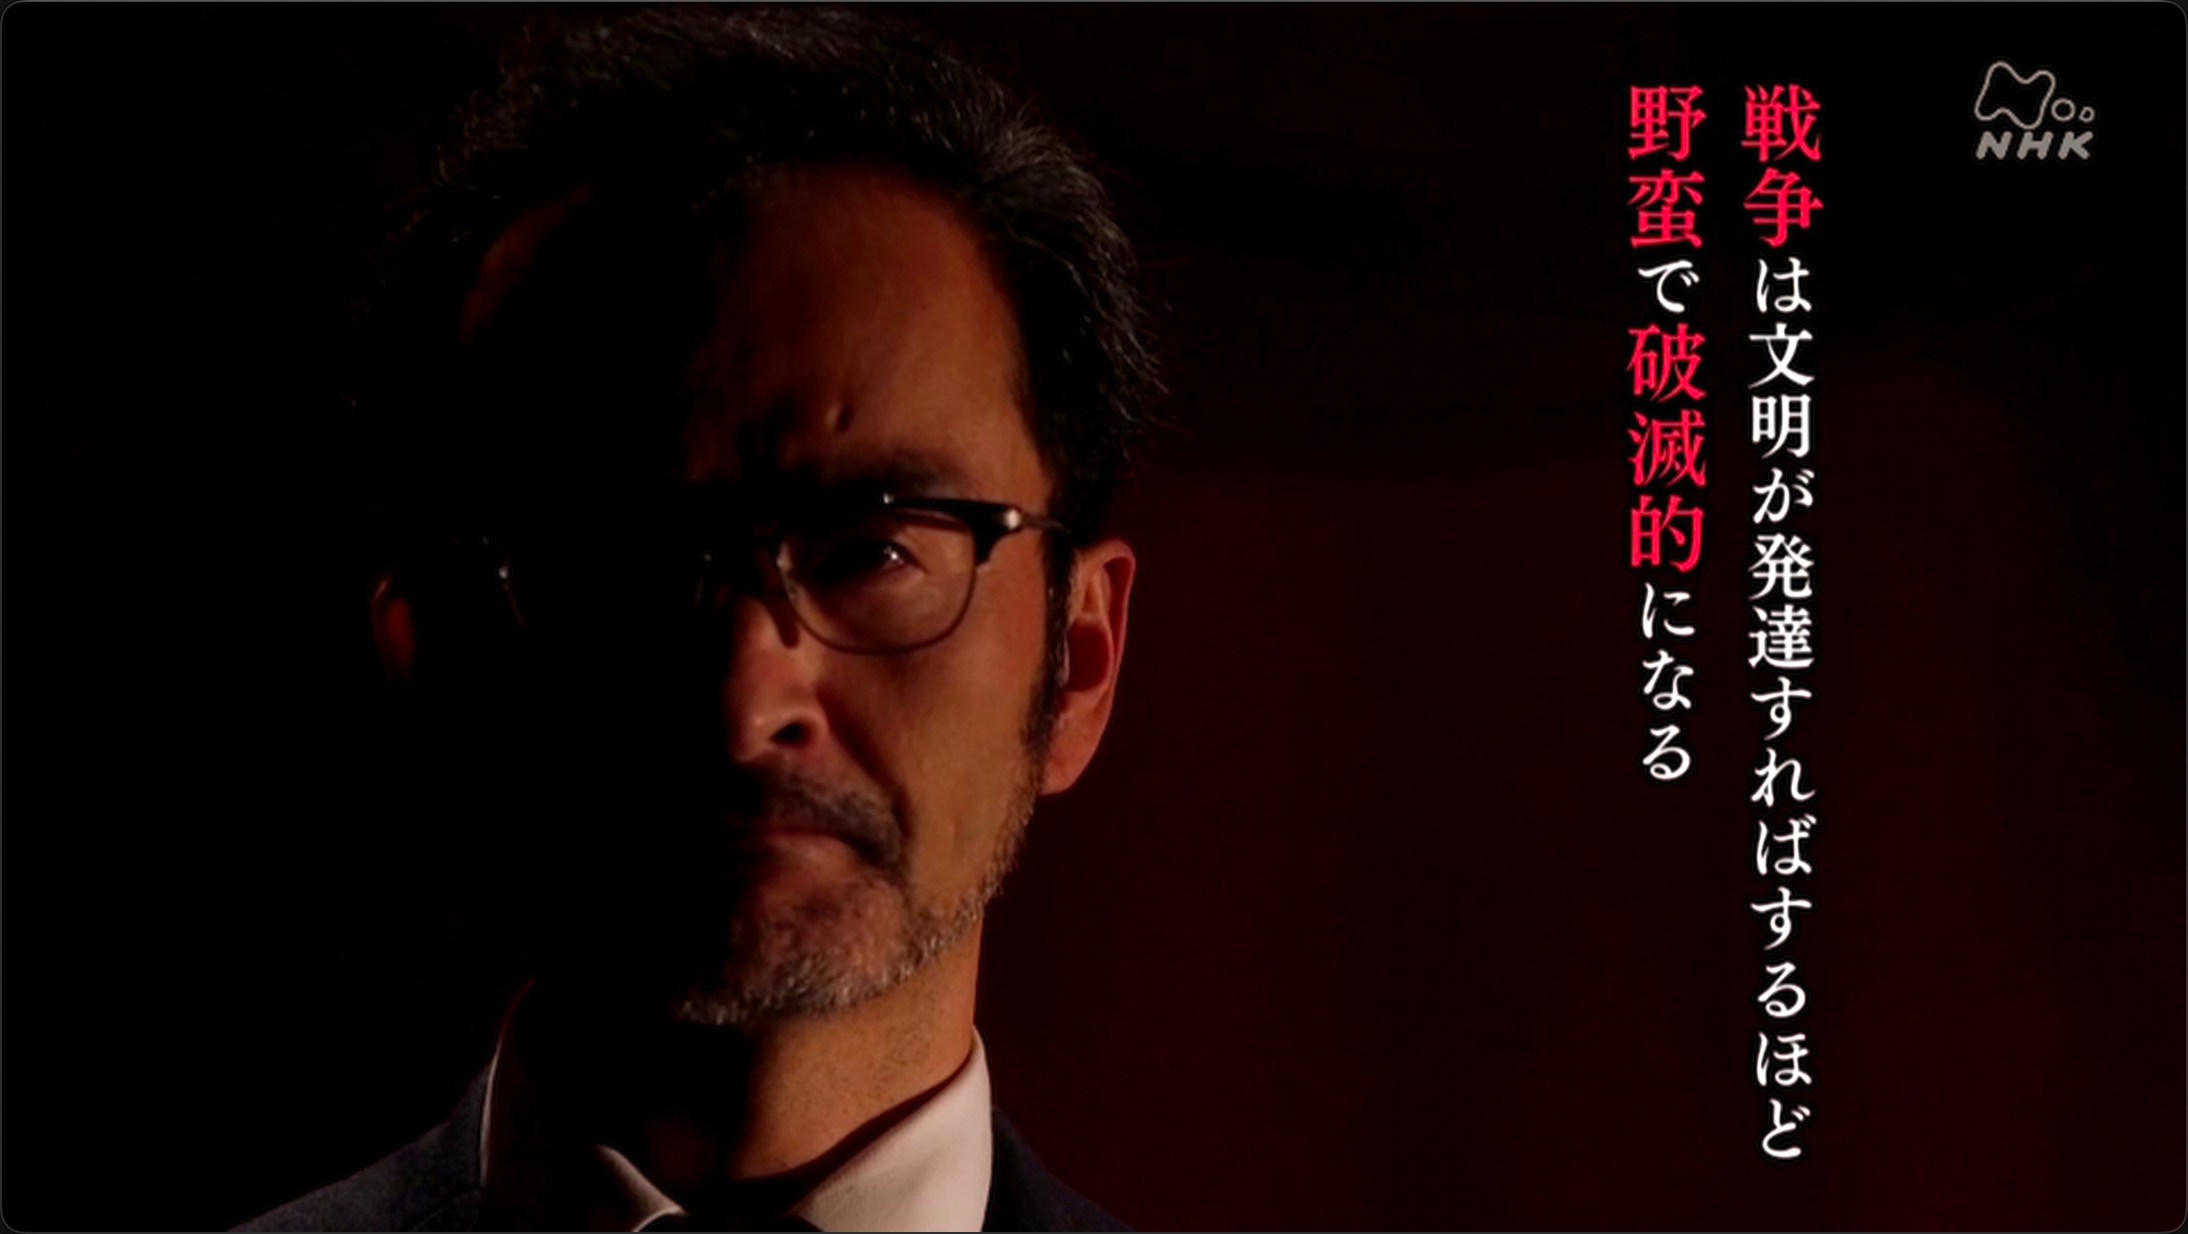 戦争は文明が発達すればするほど
野蛮で破滅的になる
NHK